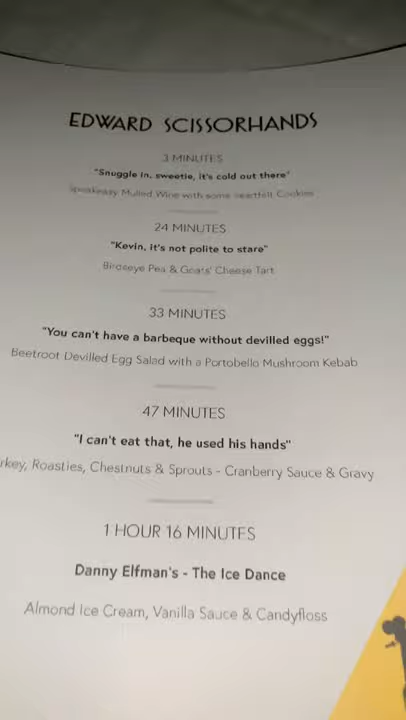 EDWARD SCISSORHANDS
3 MINUTES
"Snuggle in, sweetie, it's cold out there"
Speakeasy Mulled Wine with some heartfelt Cookies
24 MINUTES
"Kevin, it's not polite to stare"
Birdseye Pea & Goats' Cheese Tart
33 MINUTES
"You can't have a barbeque without devilled eggs!"
Beetroot Devilled Egg Salad with a Portobello Mushroom Kebab
47 MINUTES
"I can't eat that, he used his hands"
rkey, Roasties, Chestnuts & Sprouts - Cranberry Sauce & Gravy
1 HOUR 16 MINUTES
Danny Elfman's - The Ice Dance
Almond Ice Cream, Vanilla Sauce & Candyfloss